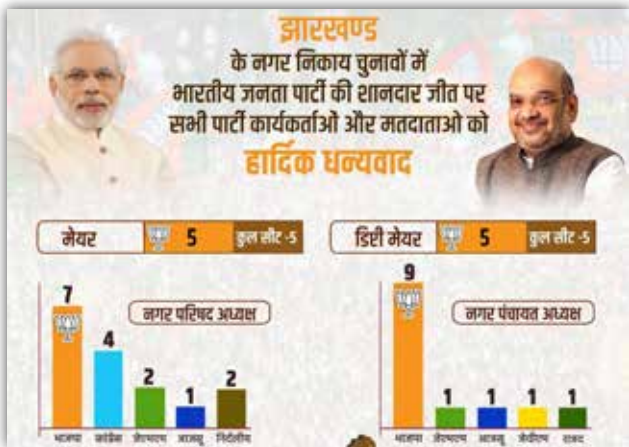 झारखण्ड
के नगर निकाय चुनावों में
भारतीय जनता पार्टी की शानदार जीत पर
सभी पार्टी कार्यकर्ताओं और मतदाताओ को
हार्दिक धन्यवाद
मेयर 5 कुल सीट -5
डिप्टी मेयर 5 कुल सीट -5
नगर परिषद अध्यक्ष
7 4 2 1 2
भाजपा कांग्रेस जेएमएम आजसू निर्दलीय
नगर पंचायत अध्यक्ष
9 1 1 1 1
भाजपा जेएमएम आजसू जेवीएम राजद